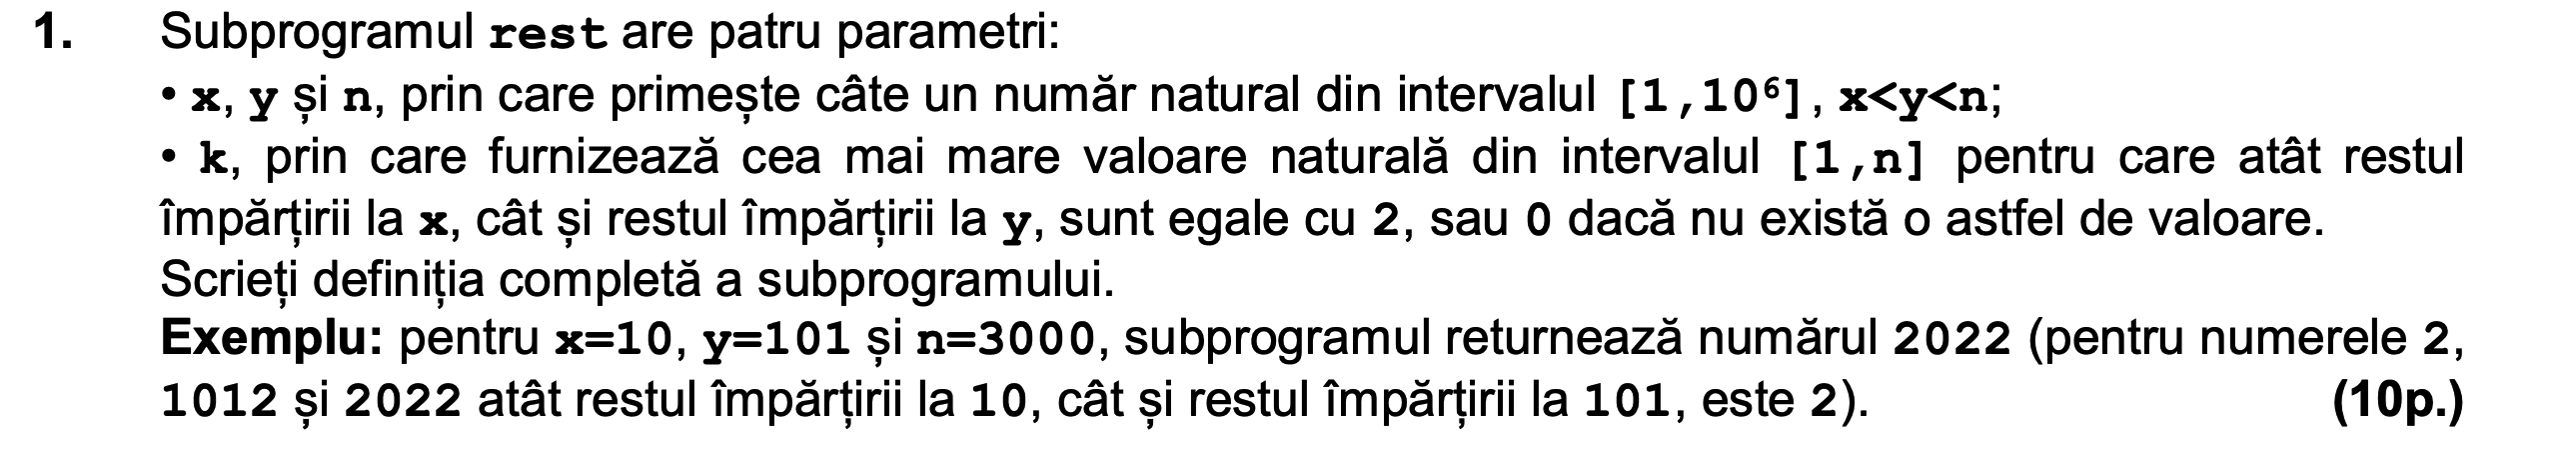 1. Subprogramul rest are patru parametri:
• x, y și n, prin care primește câte un număr natural din intervalul [1,10⁶], x<y<n;
• k, prin care furnizează cea mai mare valoare naturală din intervalul [1,n] pentru care atât restul
împărțirii la x, cât și restul împărțirii la y, sunt egale cu 2, sau 0 dacă nu există o astfel de valoare.
Scrieți definiția completă a subprogramului.
Exemplu: pentru x=10, y=101 și n=3000, subprogramul returnează numărul 2022 (pentru numerele 2,
1012 și 2022 atât restul împărțirii la 10, cât și restul împărțirii la 101, este 2). (10p.)